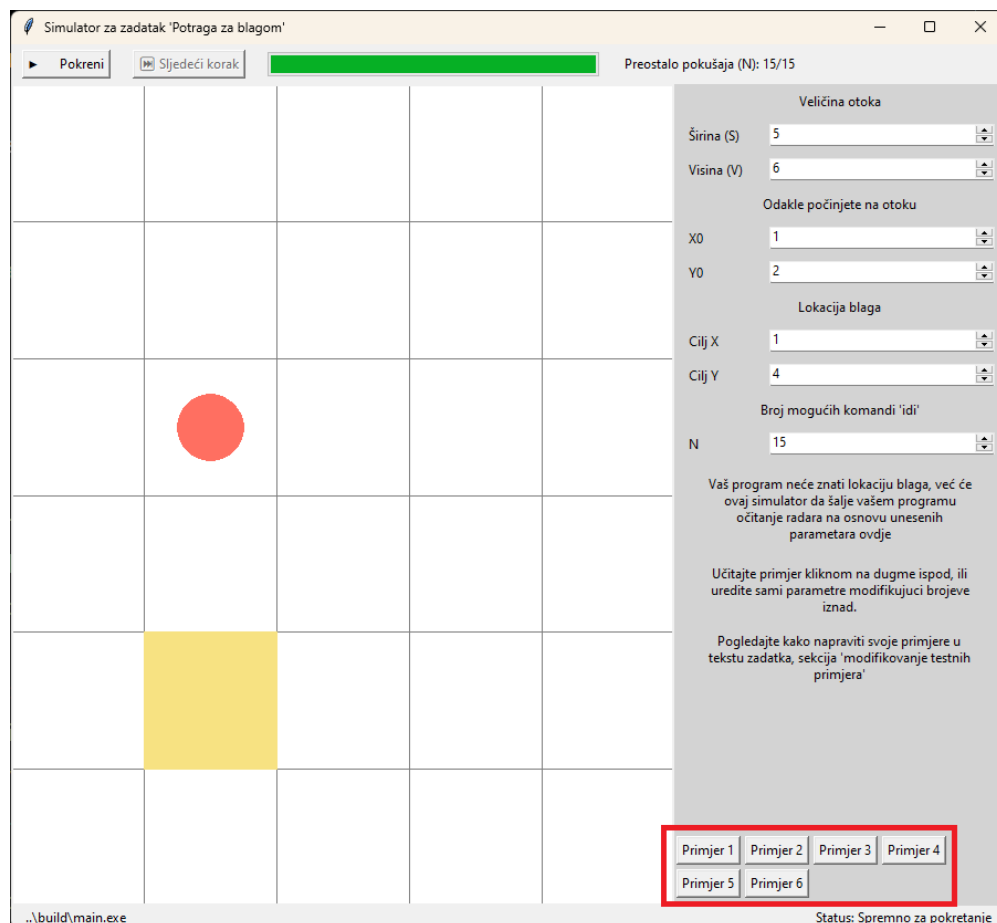 Simulator za zadatak 'Potraga za blagom'
Pokreni
Sljedeći korak
Preostalo pokušaja (N): 15/15
Veličina otoka
Širina (S)
5
Visina (V)
6
Odakle počinjete na otoku
X0
1
Y0
2
Lokacija blaga
Cilj X
1
Cilj Y
4
Broj mogućih komandi 'idi'
N
15
Vaš program neće znati lokaciju blaga, već će
ovaj simulator da šalje vašem programu
očitanje radara na osnovu unesenih
parametara ovdje
Učitajte primjer kliknom na dugme ispod, ili
uredite sami parametre modifikujuci brojeve
iznad.
Pogledajte kako napraviti svoje primjere u
tekstu zadatka, sekcija 'modifikovanje testnih
primjera'
Primjer 1
Primjer 2
Primjer 3
Primjer 4
Primjer 5
Primjer 6
..\build\main.exe
Status: Spremno za pokretanje